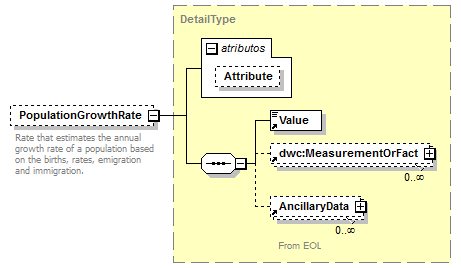 DetailType
atributos
Attribute
PopulationGrowthRate
Rate that estimates the annual
growth rate of a population based
on the births, rates, emigration
and immigration.
Value
dwc:MeasurementOrFact
0..∞
AncillaryData
0..∞
From EOL